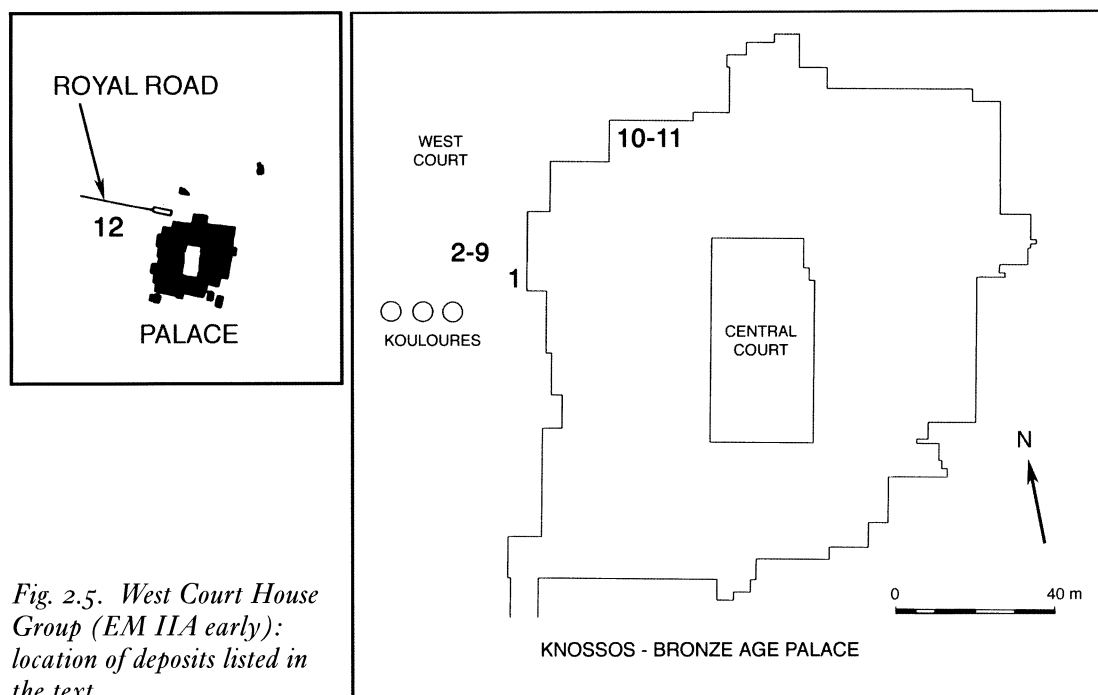 ROYAL ROAD
12
PALACE
WEST
COURT
10-11
2-9
1
KOULOURES
CENTRAL
COURT
N
0 40 m
KNOSSOS - BRONZE AGE PALACE
Fig. 2.5. West Court House
Group (EM IIA early):
location of deposits listed in
the text